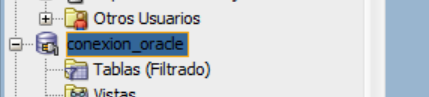 Otros Usuarios
conexion_oracle
Tablas (Filtrado)
Vistas